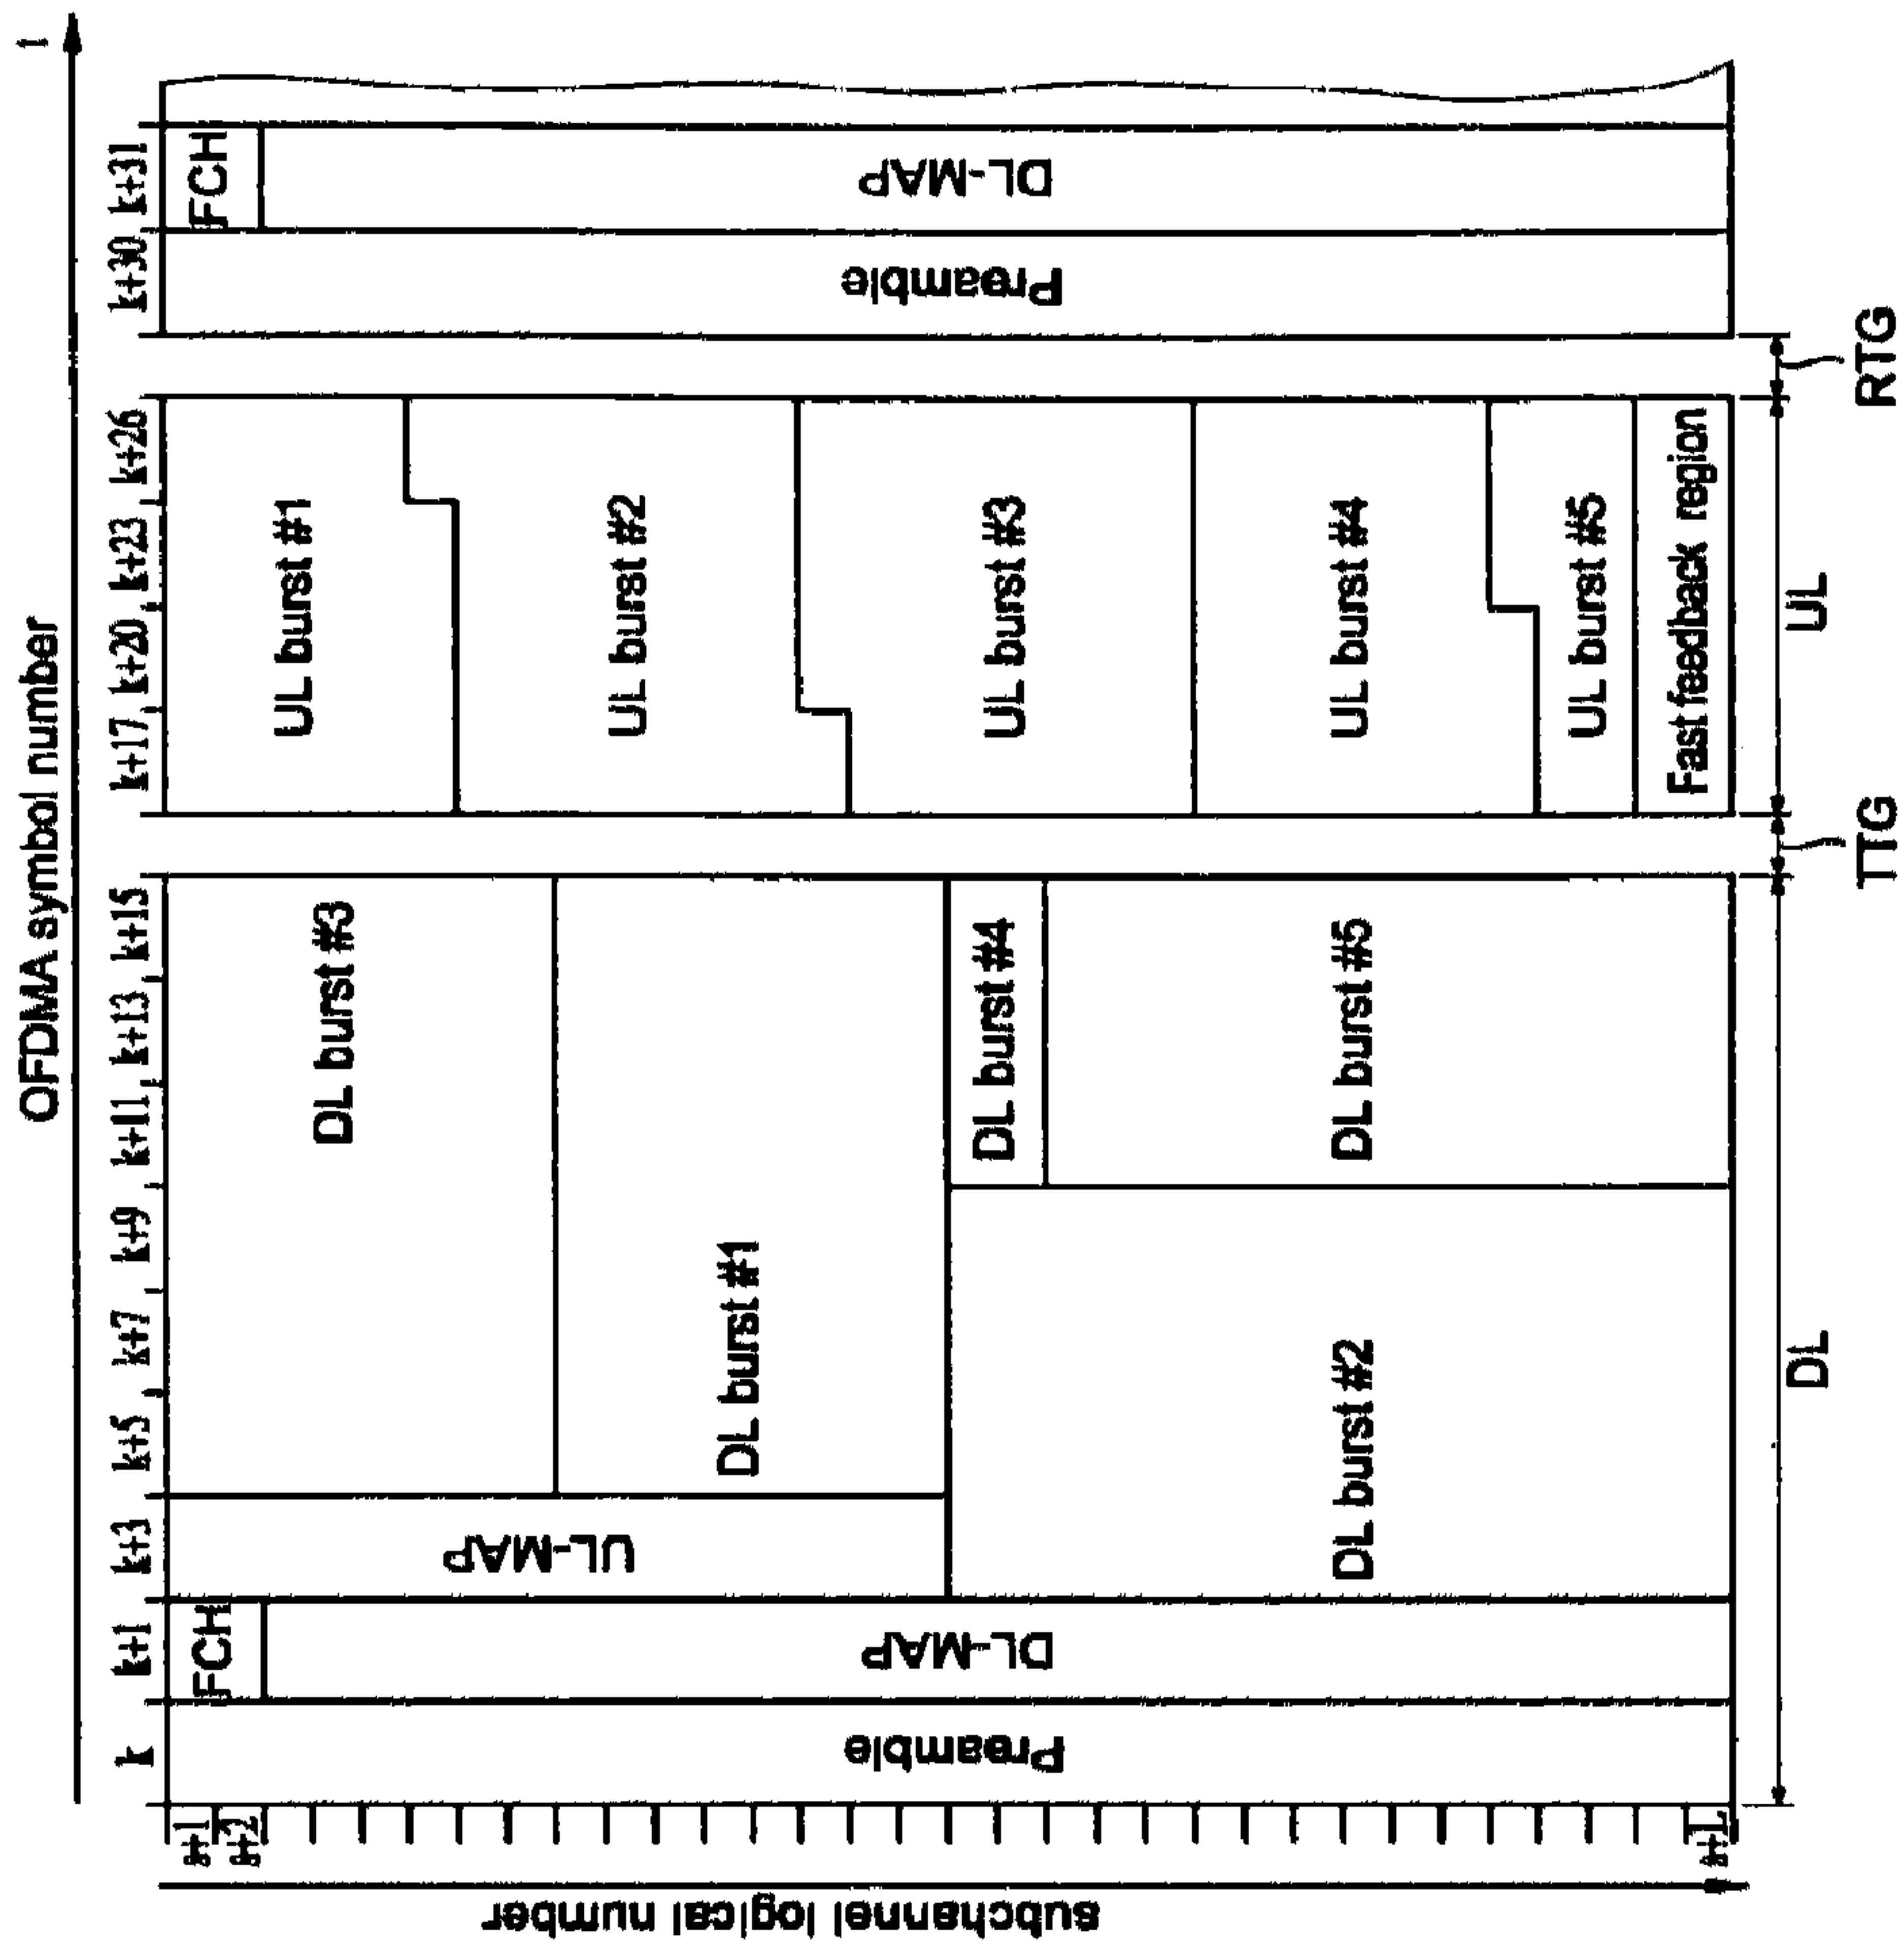 OFDMA symbol number
t
k k+1 k+3 k+5 k+7 k+9 k+11 k+13 k+15 k+17 k+20 k+23 k+26 k+30 k+31
subchannel logical number
s+1
s+2
s+L
Preamble
FCH
DL-MAP
UL-MAP
DL burst #3
DL burst #1
DL burst #2
DL burst #4
DL burst #5
UL burst #1
UL burst #2
UL burst #3
UL burst #4
UL burst #5
Fast feedback region
Preamble
FCH
DL-MAP
DL
TTG
UL
RTG